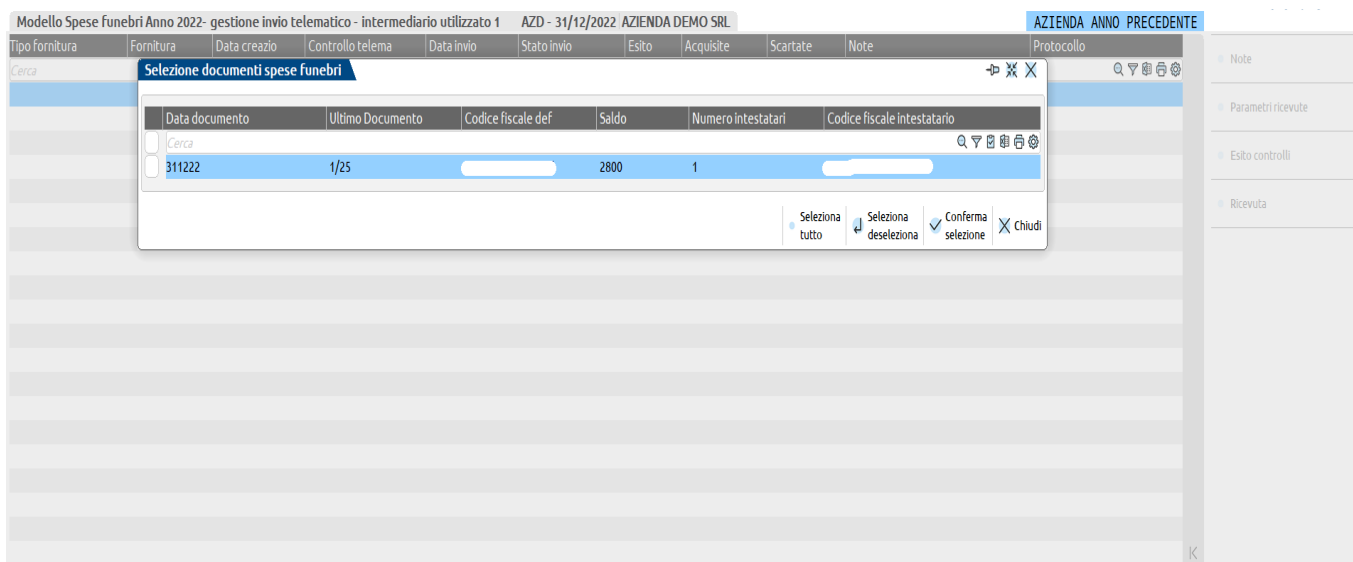 Modello Spese funebri Anno 2022- gestione invio telematico - intermediario utilizzato 1 AZD - 31/12/2022 AZIENDA DEMO SRL AZIENDA ANNO PRECEDENTE
Tipo fornitura Fornitura Data creazio Controllo telema Data invio Stato invio Esito Acquisite Scartate Note Protocollo
Cerca
Selezione documenti spese funebri
Data documento Ultimo Documento Codice fiscale def Saldo Numero intestatari Codice fiscale intestatario
Cerca
311222 1/25 2800 1
Seleziona tutto
Seleziona deseleziona
Conferma selezione
Chiudi
Note
Parametri ricevute
Esito controlli
Ricevuta